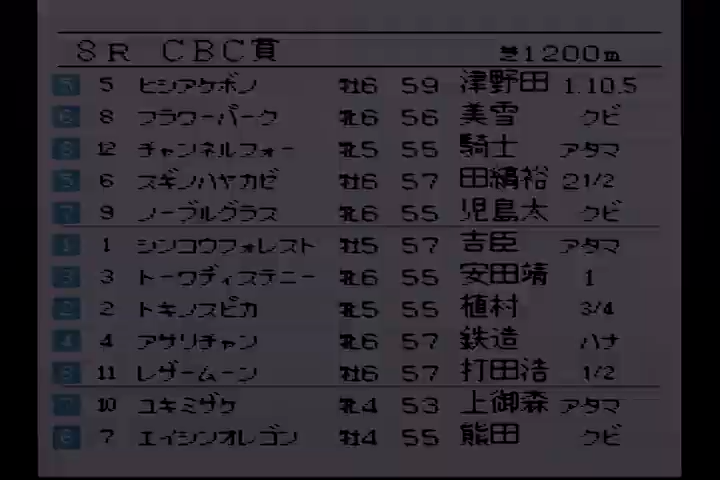 8R CBC賞 芝1200m
5 5 ヒシアケボノ 牡6 59 津野田 1.10.5
6 8 フラワーパーク 牝6 56 美雪 クビ
8 12 チャンネルフォー 牝5 55 騎士 アタマ
5 6 スギノハヤカゼ 牡6 57 田縞裕 21/2
7 9 ノーブルグラス 牝6 55 児島太 クビ
1 1 シンコウフォレスト 牡5 57 吉臣 アタマ
3 3 トーワディステニー 牝6 55 安田靖 1
2 2 トキノスピカ 牝5 55 植村 3/4
4 4 アサリチャン 牝6 57 鉄造 ハナ
8 11 レザームーン 牡6 57 打田浩 1/2
7 10 ユキミザケ 牝4 53 上御森 アタマ
6 7 エイシンオレゴン 牡4 55 熊田 クビ